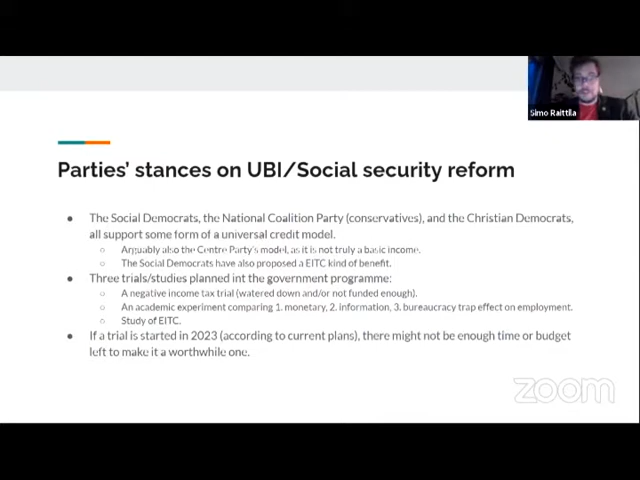 Simo Raittila
Parties' stances on UBI/Social security reform
● The Social Democrats, the National Coalition Party (conservatives), and the Christian Democrats,
all support some form of a universal credit model.
○ Arguably also the Centre Party's model, as it is not truly a basic income.
○ The Social Democrats have also proposed a EITC kind of benefit.
● Three trials/studies planned int the government programme:
○ A negative income tax trial (watered down and/or not funded enough).
○ An academic experiment comparing 1. monetary, 2. information, 3. bureaucracy trap effect on employment.
○ Study of EITC.
● If a trial is started in 2023 (according to current plans), there might not be enough time or budget
left to make it a worthwhile one.
zoom